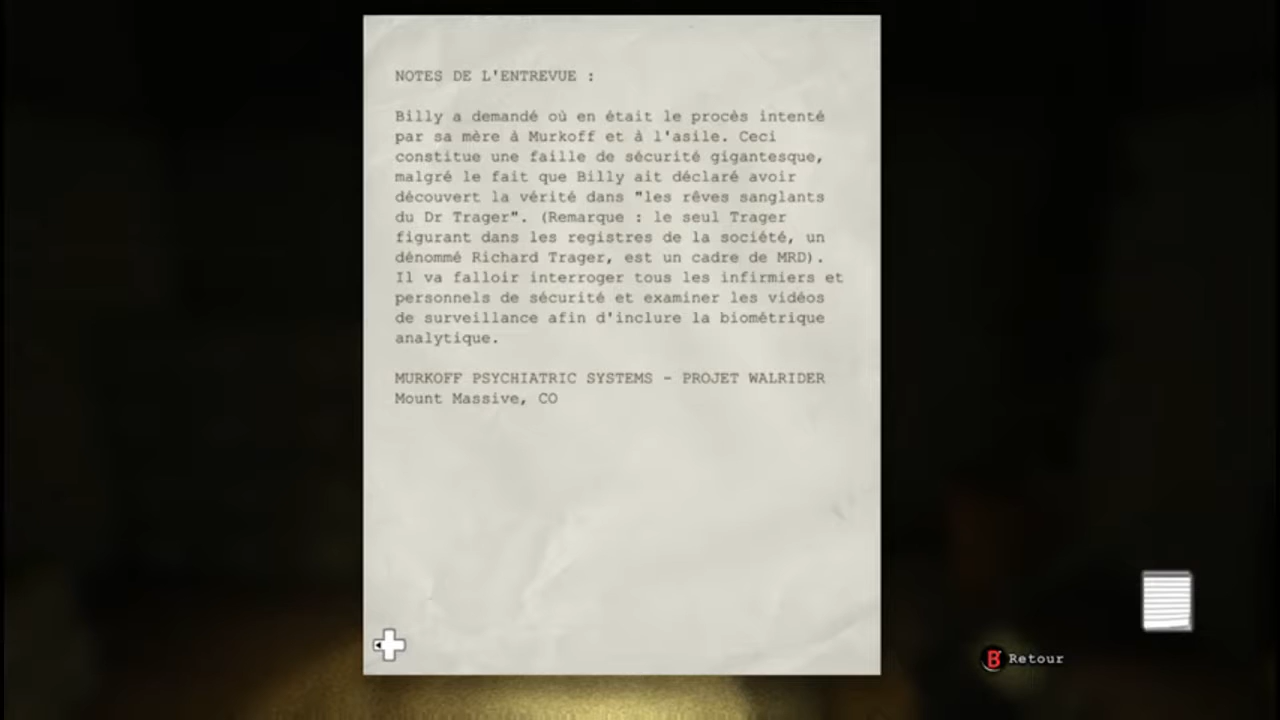 NOTES DE L'ENTREVUE :
Billy a demandé où en était le procès intenté
par sa mère à Murkoff et à l'asile. Ceci
constitue une faille de sécurité gigantesque,
malgré le fait que Billy ait déclaré avoir
découvert la vérité dans "les rêves sanglants
du Dr Trager". (Remarque : le seul Trager
figurant dans les registres de la société, un
dénommé Richard Trager, est un cadre de MRD).
Il va falloir interroger tous les infirmiers et
personnels de sécurité et examiner les vidéos
de surveillance afin d'inclure la biométrique
analytique.
MURKOFF PSYCHIATRIC SYSTEMS - PROJET WALRIDER
Mount Massive, CO
B Retour